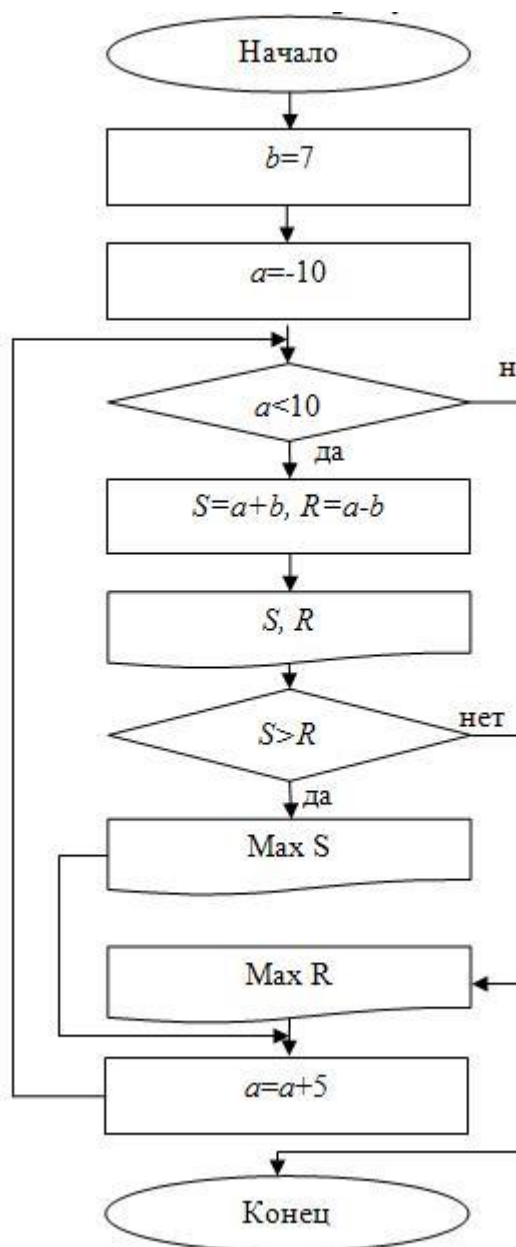 Начало
b=7
a=-10
a<10
да
S=a+b, R=a-b
S, R
S>R
нет
да
Max S
Max R
a=a+5
Конец